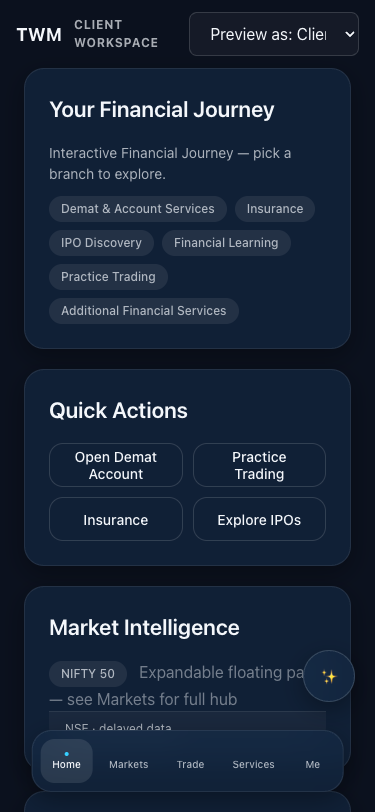 TWM CLIENT WORKSPACE Preview as: Clier
Your Financial Journey
Interactive Financial Journey — pick a
branch to explore.
Demat & Account Services Insurance
IPO Discovery Financial Learning
Practice Trading
Additional Financial Services
Quick Actions
Open Demat Account
Practice Trading
Insurance Explore IPOs
Market Intelligence
NIFTY 50 Expandable floating
— see Markets for full hub
NSE · delayed data
Home Markets Trade Services Me